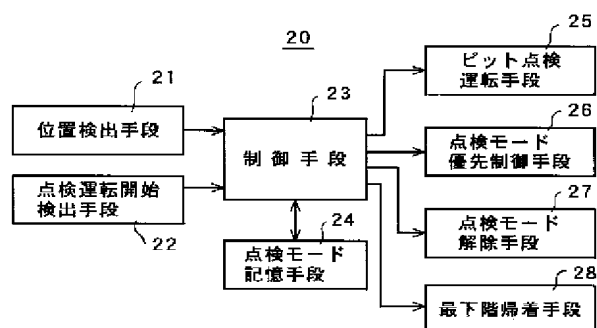 20
21
位置検出手段
22
点検運転開始
検出手段
23
制御手段
24
点検モード
記憶手段
25
ピット点検
運転手段
26
点検モード
優先制御手段
27
点検モード
解除手段
28
最下階帰着手段